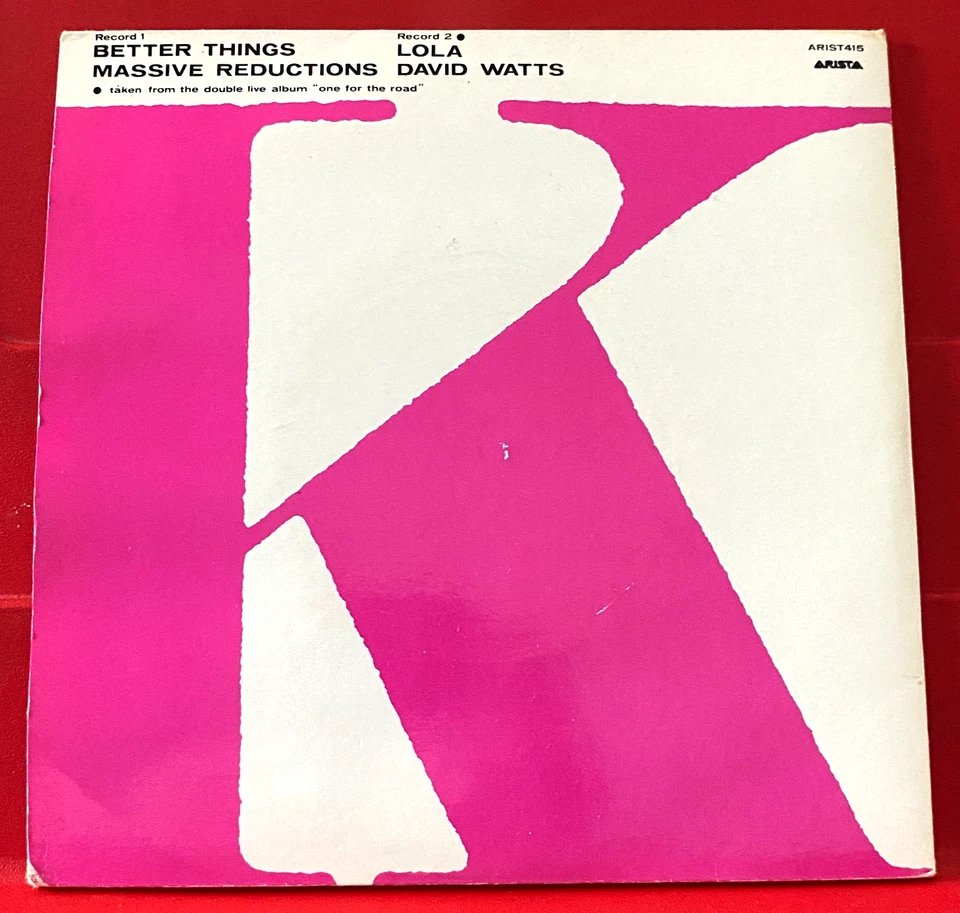 Record 1
BETTER THINGS
MASSIVE REDUCTIONS
Record 2 ●
LOLA
DAVID WATTS
● taken from the double live album "one for the road"
ARIST415
ARISTA
K